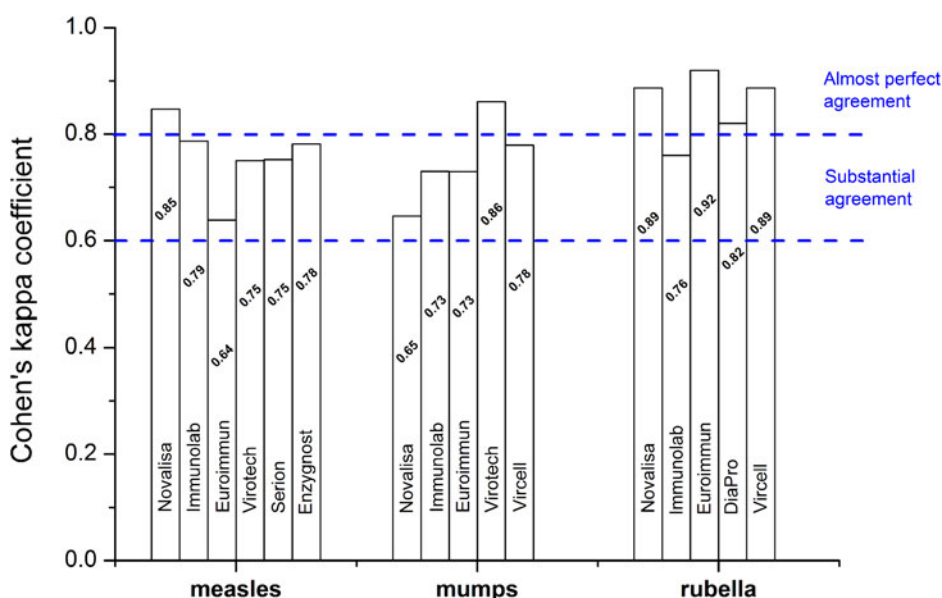 Cohen's kappa coefficient
1.0
0.8
0.6
0.4
0.2
0.0
Almost perfect
agreement
Substantial
agreement
0.85
0.79
0.64
0.75
0.75
0.78
Novalisa
Immunolab
Euroimmun
Virotech
Serion
Enzygnost
0.65
0.73
0.73
0.86
0.78
Novalisa
Immunolab
Euroimmun
Virotech
Vircell
0.89
0.76
0.92
0.82
0.89
Novalisa
Immunolab
Euroimmun
DiaPro
Vircell
measles
mumps
rubella